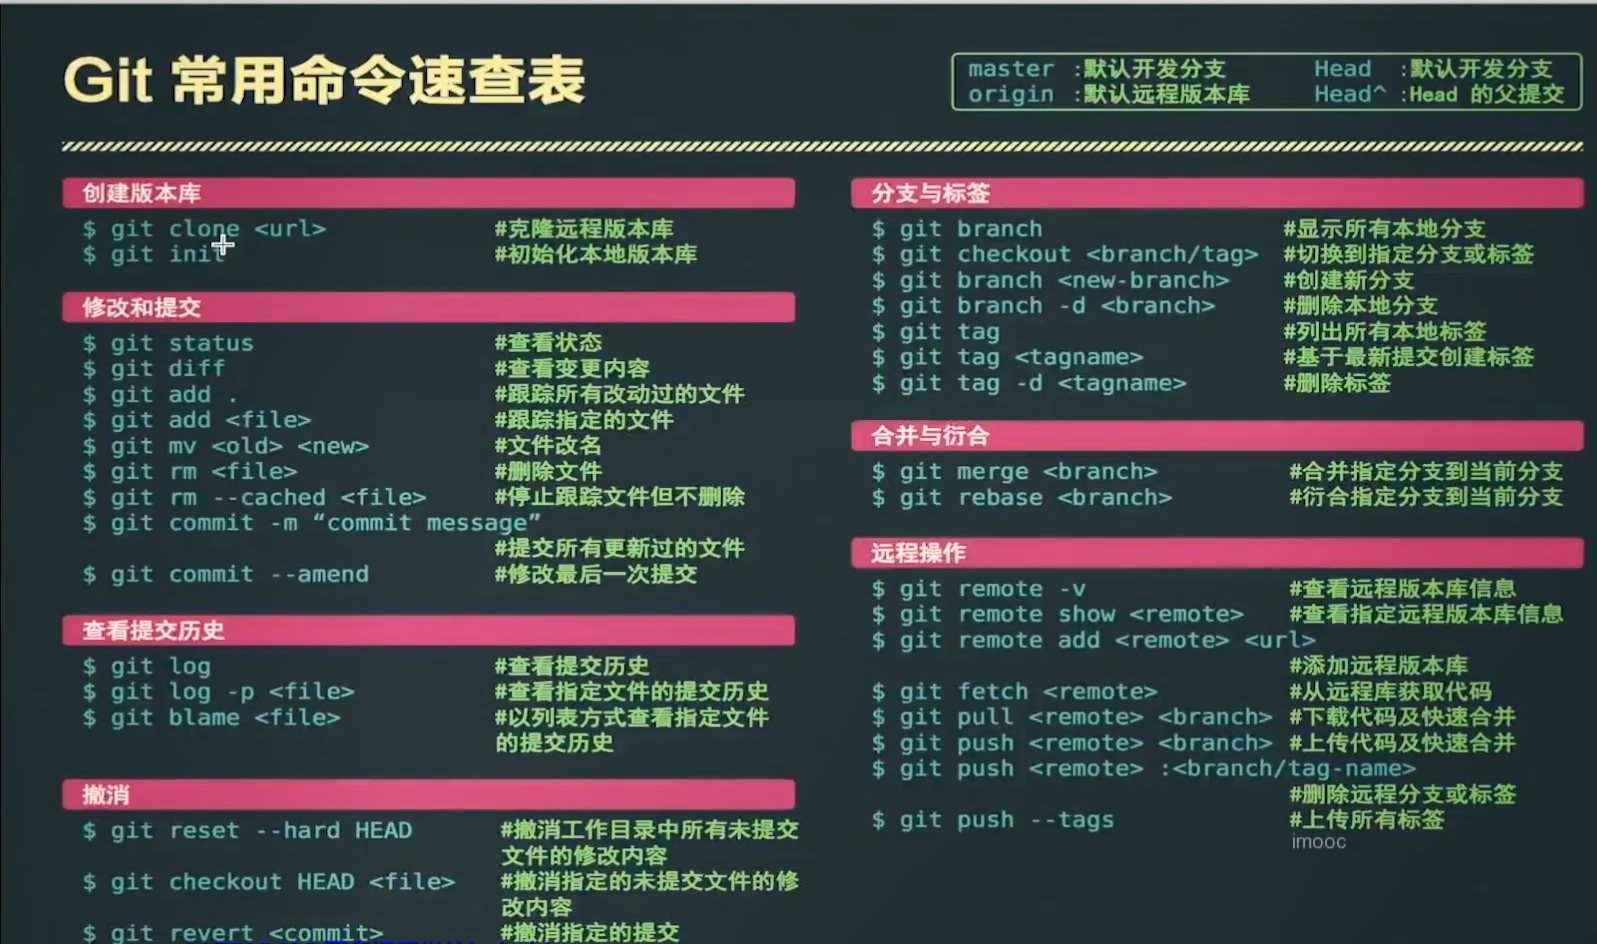 Git 常用命令速查表
master :默认开发分支 Head :默认开发分支
origin :默认远程版本库 Head^ :Head 的父提交
创建版本库
$ git clone <url> #克隆远程版本库
$ git init #初始化本地版本库
修改和提交
$ git status #查看状态
$ git diff #查看变更内容
$ git add . #跟踪所有改动过的文件
$ git add <file> #跟踪指定的文件
$ git mv <old> <new> #文件改名
$ git rm <file> #删除文件
$ git rm --cached <file> #停止跟踪文件但不删除
$ git commit -m “commit message”
#提交所有更新过的文件
$ git commit --amend #修改最后一次提交
查看提交历史
$ git log #查看提交历史
$ git log -p <file> #查看指定文件的提交历史
$ git blame <file> #以列表方式查看指定文件
的提交历史
撤消
$ git reset --hard HEAD #撤消工作目录中所有未提交
文件的修改内容
$ git checkout HEAD <file> #撤消指定的未提交文件的修
改内容
$ git revert <commit> #撤消指定的提交
分支与标签
$ git branch #显示所有本地分支
$ git checkout <branch/tag> #切换到指定分支或标签
$ git branch <new-branch> #创建新分支
$ git branch -d <branch> #删除本地分支
$ git tag #列出所有本地标签
$ git tag <tagname> #基于最新提交创建标签
$ git tag -d <tagname> #删除标签
合并与衍合
$ git merge <branch> #合并指定分支到当前分支
$ git rebase <branch> #衍合指定分支到当前分支
远程操作
$ git remote -v #查看远程版本库信息
$ git remote show <remote> #查看指定远程版本库信息
$ git remote add <remote> <url>
#添加远程版本库
$ git fetch <remote> #从远程库获取代码
$ git pull <remote> <branch> #下载代码及快速合并
$ git push <remote> <branch> #上传代码及快速合并
$ git push <remote> :<branch/tag-name>
#删除远程分支或标签
$ git push --tags #上传所有标签
imooc